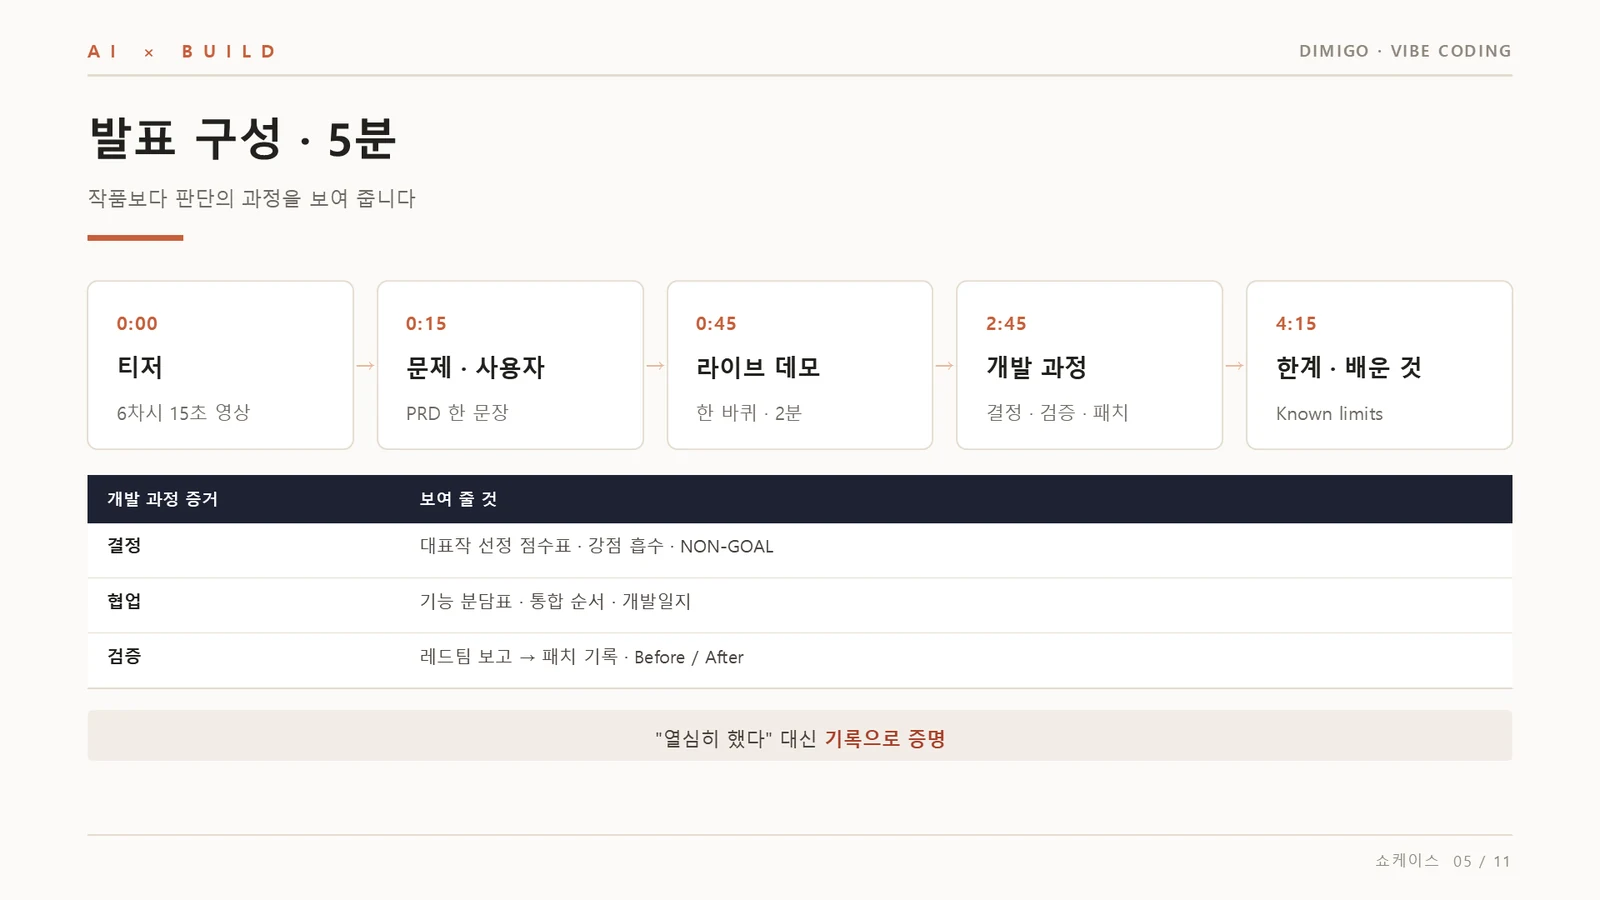 AI × BUILD
DIMIGO · VIBE CODING
발표 구성 · 5분
작품보다 판단의 과정을 보여 줍니다
0:00
티저
6차시 15초 영상
→
0:15
문제 · 사용자
PRD 한 문장
→
0:45
라이브 데모
한 바퀴 · 2분
→
2:45
개발 과정
결정 · 검증 · 패치
→
4:15
한계 · 배운 것
Known limits
개발 과정 증거 보여 줄 것
결정 대표작 선정 점수표 · 강점 흡수 · NON-GOAL
협업 기능 분담표 · 통합 순서 · 개발일지
검증 레드팀 보고 → 패치 기록 · Before / After
"열심히 했다" 대신 기록으로 증명
쇼케이스 05 / 11